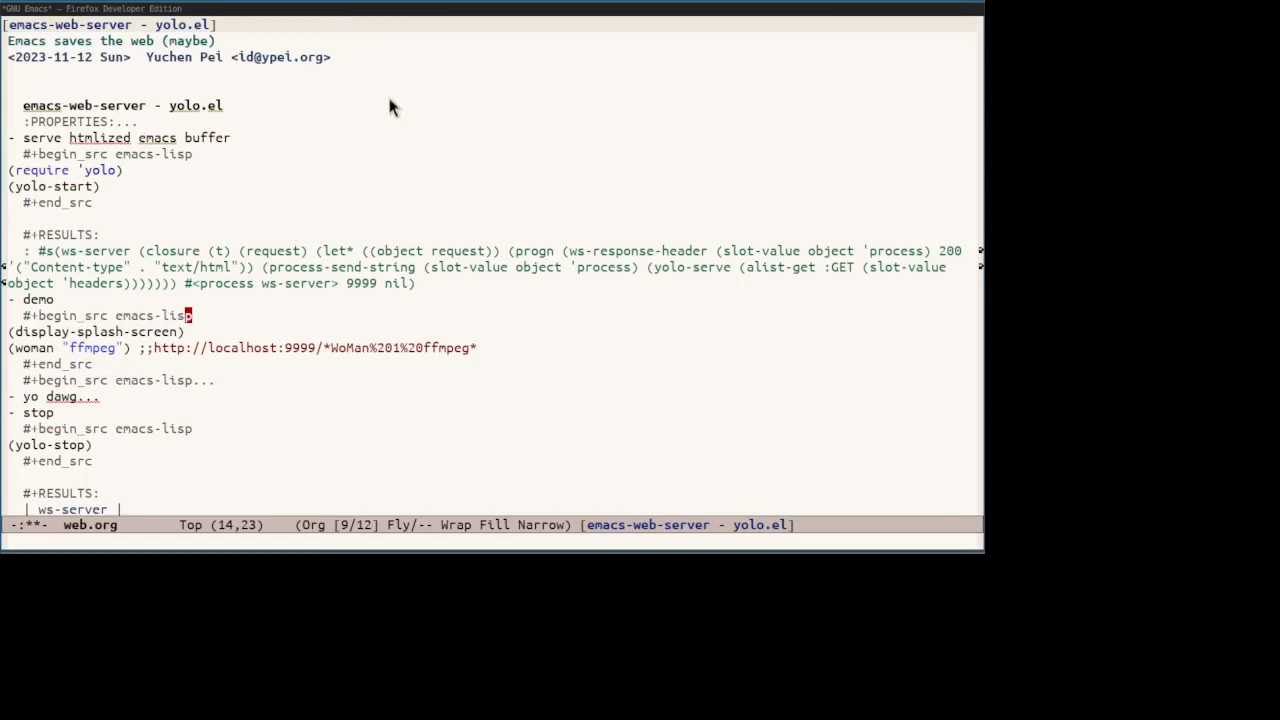 *GNU Emacs* — Firefox Developer Edition
[emacs-web-server - yolo.el]
Emacs saves the web (maybe)
<2023-11-12 Sun>  Yuchen Pei <id@ypei.org>
emacs-web-server - yolo.el
:PROPERTIES:...
- serve htmlized emacs buffer
#+begin_src emacs-lisp
(require 'yolo)
(yolo-start)
#+end_src
#+RESULTS:
: #s(ws-server (closure (t) (request) (let* ((object request)) (progn (ws-response-header (slot-value object 'process) 200
'("Content-type" . "text/html")) (process-send-string (slot-value object 'process) (yolo-serve (alist-get :GET (slot-value
object 'headers))))))) #<process ws-server> 9999 nil)
- demo
#+begin_src emacs-lisp
(display-splash-screen)
(woman "ffmpeg") ;;http://localhost:9999/*WoMan%201%20ffmpeg*
#+end_src
#+begin_src emacs-lisp...
- yo dawg...
- stop
#+begin_src emacs-lisp
(yolo-stop)
#+end_src
#+RESULTS:
| ws-server |
-:**-  web.org        Top (14,23)    (Org [9/12] Fly/-- Wrap Fill Narrow) [emacs-web-server - yolo.el]